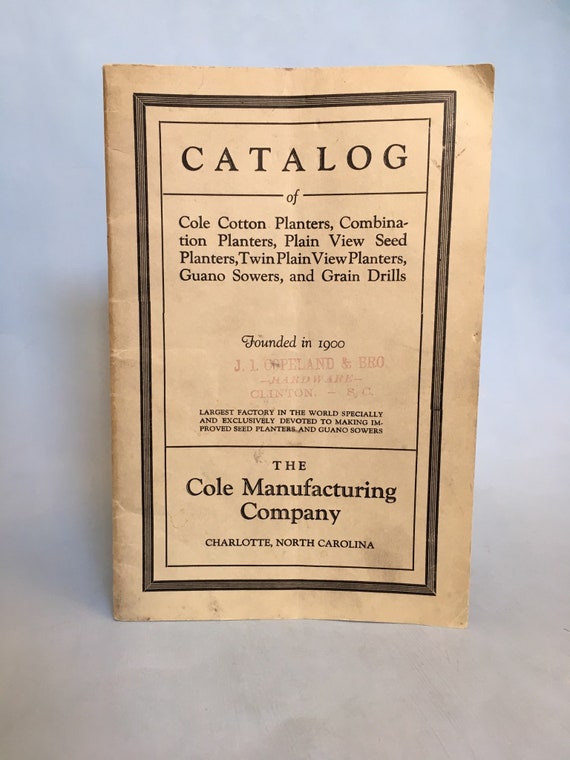 CATALOG
of
Cole Cotton Planters, Combina-
tion Planters, Plain View Seed
Planters, Twin Plain View Planters,
Guano Sowers, and Grain Drills
Founded in 1900
J. I. COPELAND & BRO.
-HARDWARE-
CLINTON. - S. C.
LARGEST FACTORY IN THE WORLD SPECIALLY
AND EXCLUSIVELY DEVOTED TO MAKING IM-
PROVED SEED PLANTERS AND GUANO SOWERS
THE
Cole Manufacturing
Company
CHARLOTTE, NORTH CAROLINA